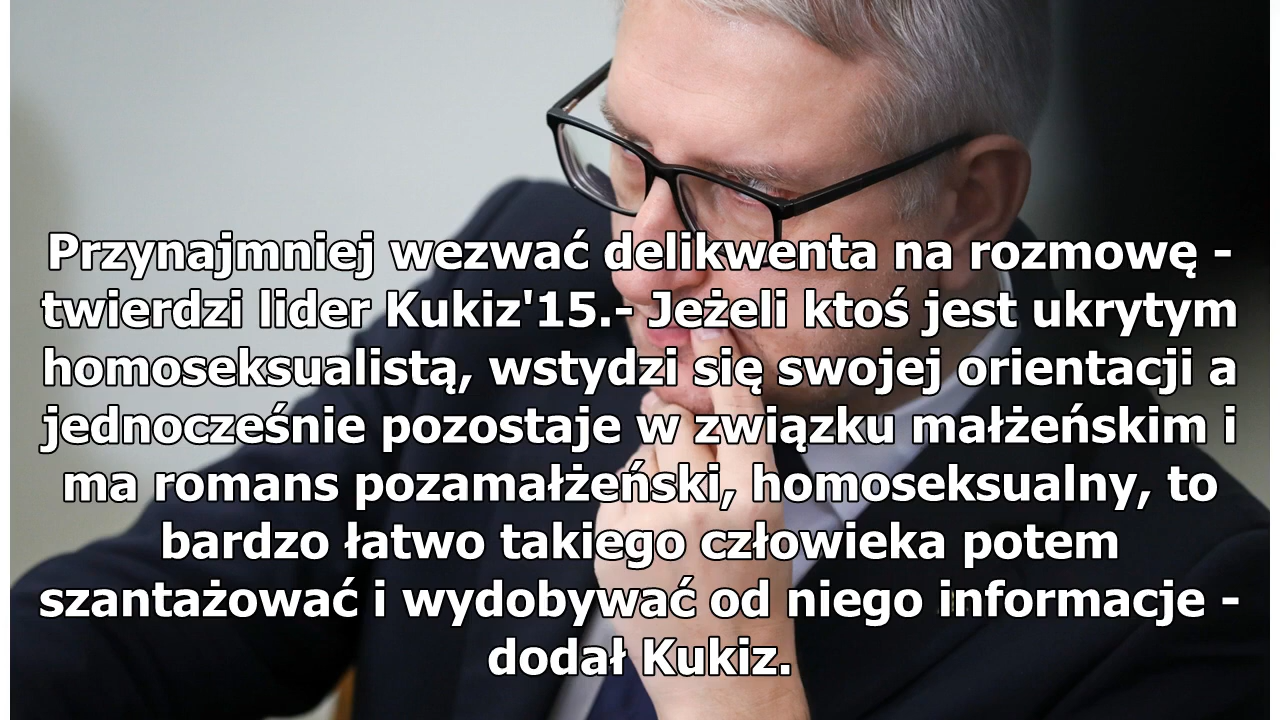 Przynajmniej wezwać delikwenta na rozmowę -
twierdzi lider Kukiz'15.- Jeżeli ktoś jest ukrytym
homoseksualistą, wstydzi się swojej orientacji a
jednocześnie pozostaje w związku małżeńskim i
ma romans pozamałżeński, homoseksualny, to
bardzo łatwo takiego człowieka potem
szantażować i wydobywać od niego informacje -
dodał Kukiz.